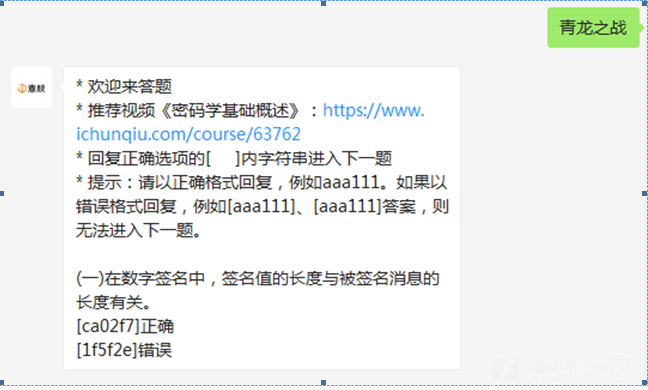 青龙之战
春秋
* 欢迎来答题
* 推荐视频《密码学基础概述》：https://www.
ichunqiu.com/course/63762
* 回复正确选项的[     ]内字符串进入下一题
* 提示：请以正确格式回复，例如aaa111。如果以
错误格式回复，例如[aaa111]、[aaa111]答案，则
无法进入下一题。
(一)在数字签名中，签名值的长度与被签名消息的
长度有关。
[ca02f7]正确
[1f5f2e]错误
先知社区